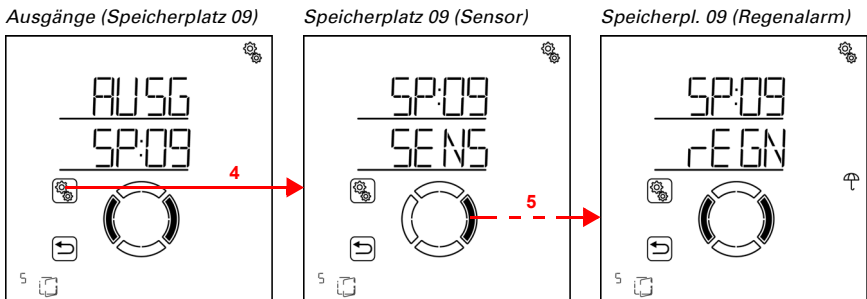 Ausgänge (Speicherplatz 09)
Speicherplatz 09 (Sensor)
Speicherpl. 09 (Regenalarm)
AUSG
SP:09
SP:09
SENS
SP:09
rEGN
4
5
5
5
5